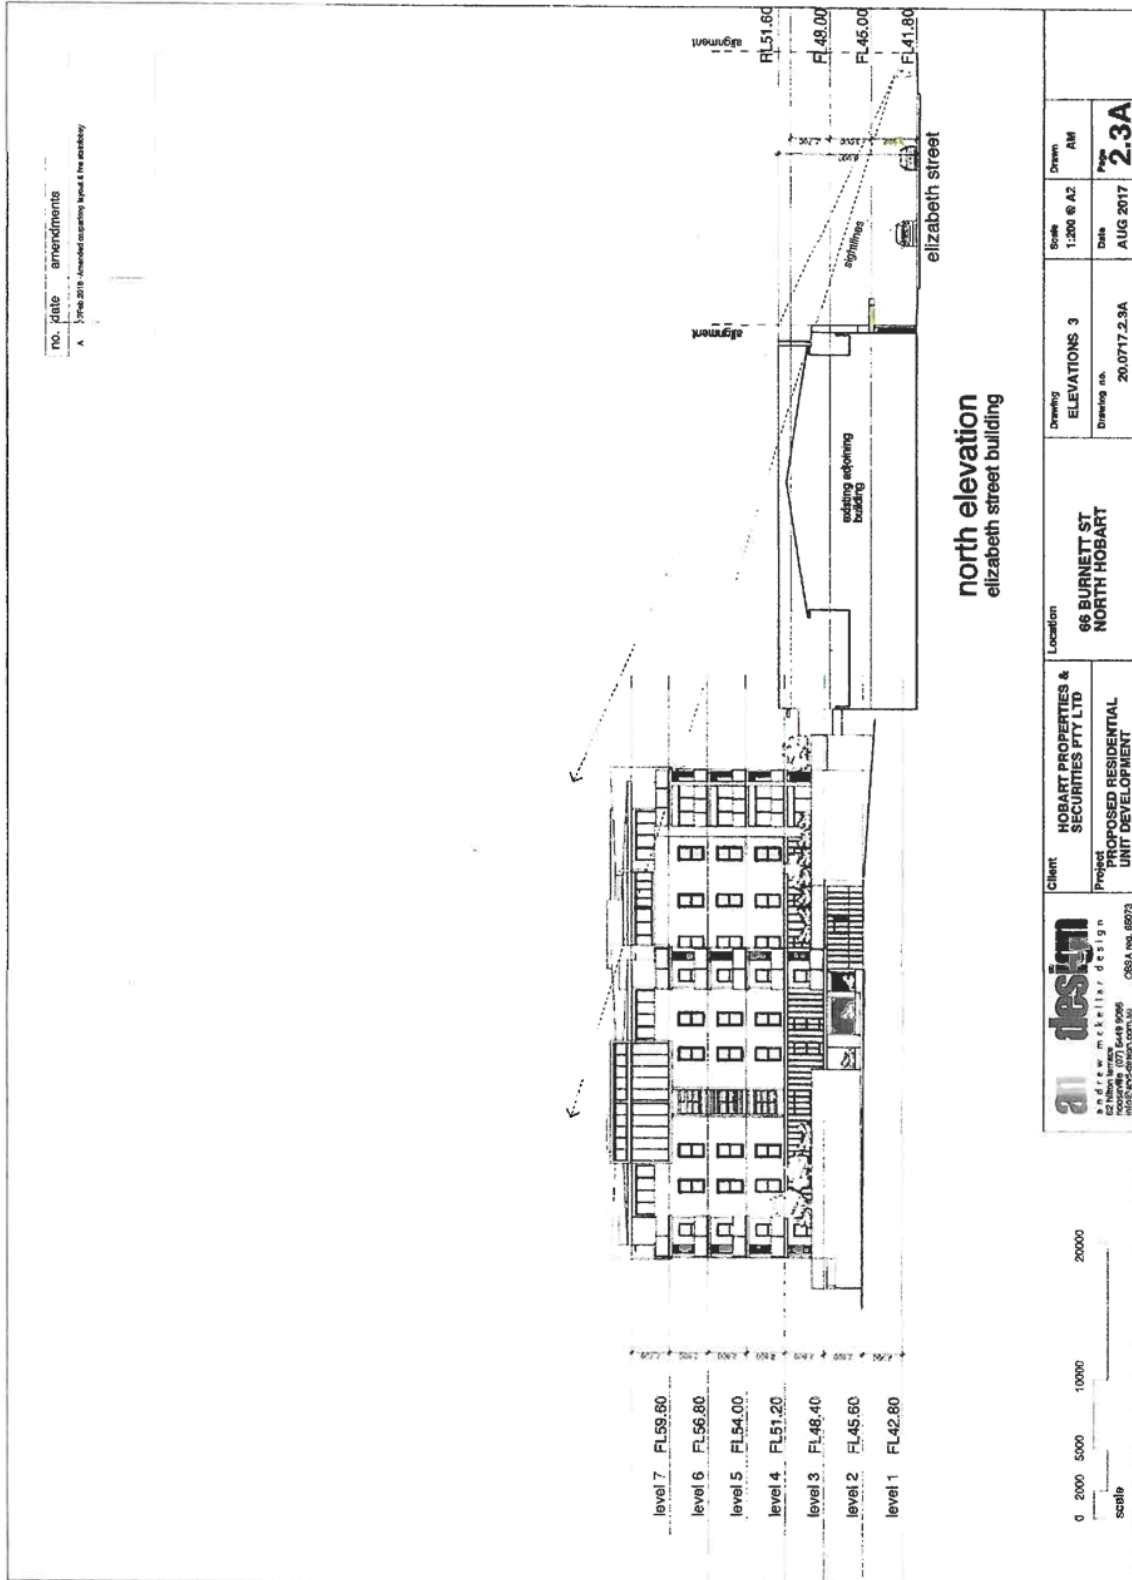 no. date amendments
A
alignment
alignment
RL51.60
FL48.00
FL45.00
FL41.80
sightlines
elizabeth street
existing adjoining
building
north elevation
elizabeth street building
level 7 FL59.60
level 6 FL56.80
level 5 FL54.00
level 4 FL51.20
level 3 FL48.40
level 2 FL45.60
level 1 FL42.80
0 2000 5000 10000 20000
scale
design
andrew mckellar design
Client
HOBART PROPERTIES &
SECURITIES PTY LTD
Project
PROPOSED RESIDENTIAL
UNIT DEVELOPMENT
Location
66 BURNETT ST
NORTH HOBART
Drawing
ELEVATIONS 3
Drawing no.
20.0717.2.3A
Scale
1:200 @ A2
Date
AUG 2017
Drawn
AM
Page
2.3A